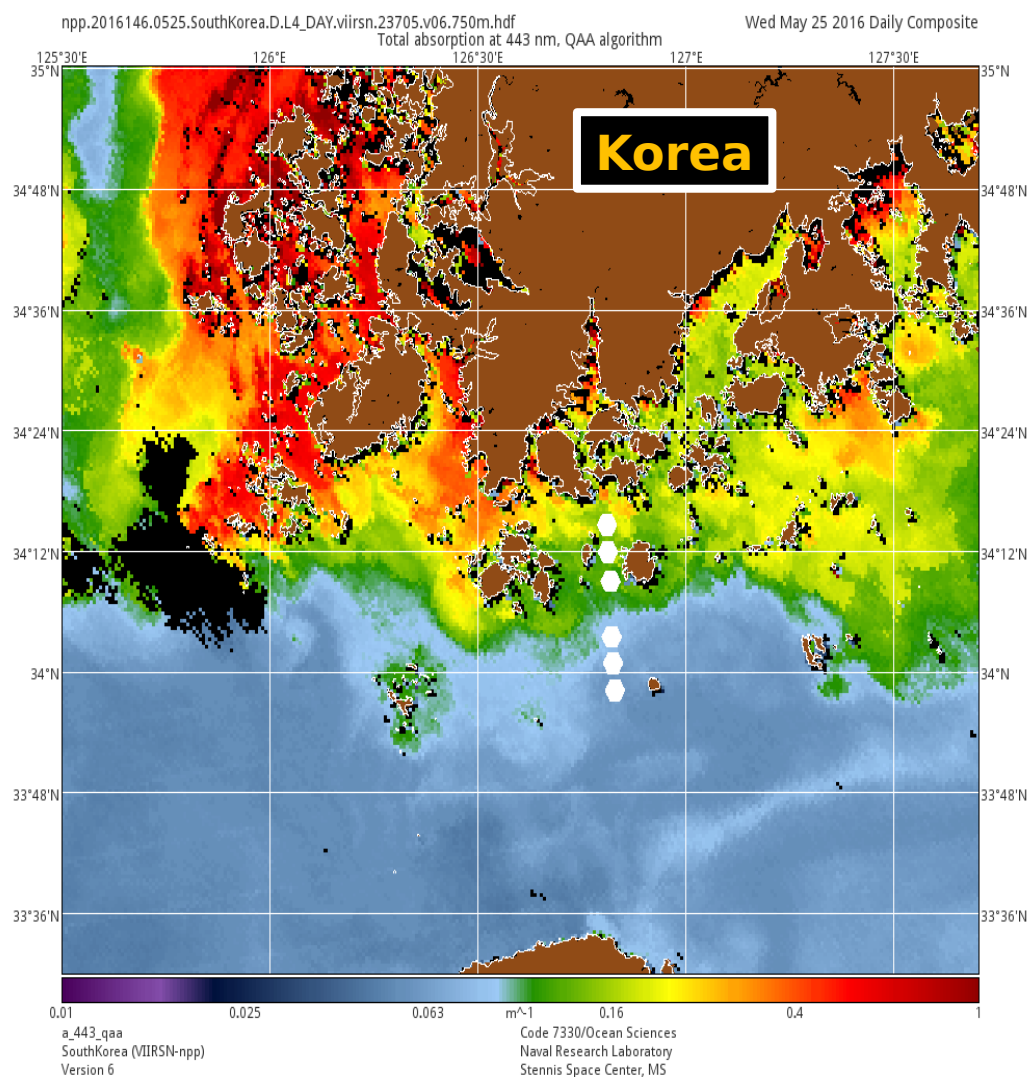 npp.2016146.0525.SouthKorea.D.L4_DAY.viirsn.23705.v06.750m.hdf Wed May 25 2016 Daily Composite
Total absorption at 443 nm, QAA algorithm
125°30'E 126°E 126°30'E 127°E 127°30'E
35°N 35°N
Korea
34°48'N 34°48'N
34°36'N 34°36'N
34°24'N 34°24'N
34°12'N 34°12'N
34°N 34°N
33°48'N 33°48'N
33°36'N 33°36'N
0.01 0.025 0.063 m^-1 0.16 0.4 1
a_443_qaa Code 7330/Ocean Sciences
SouthKorea (VIIRSN-npp) Naval Research Laboratory
Version 6 Stennis Space Center, MS